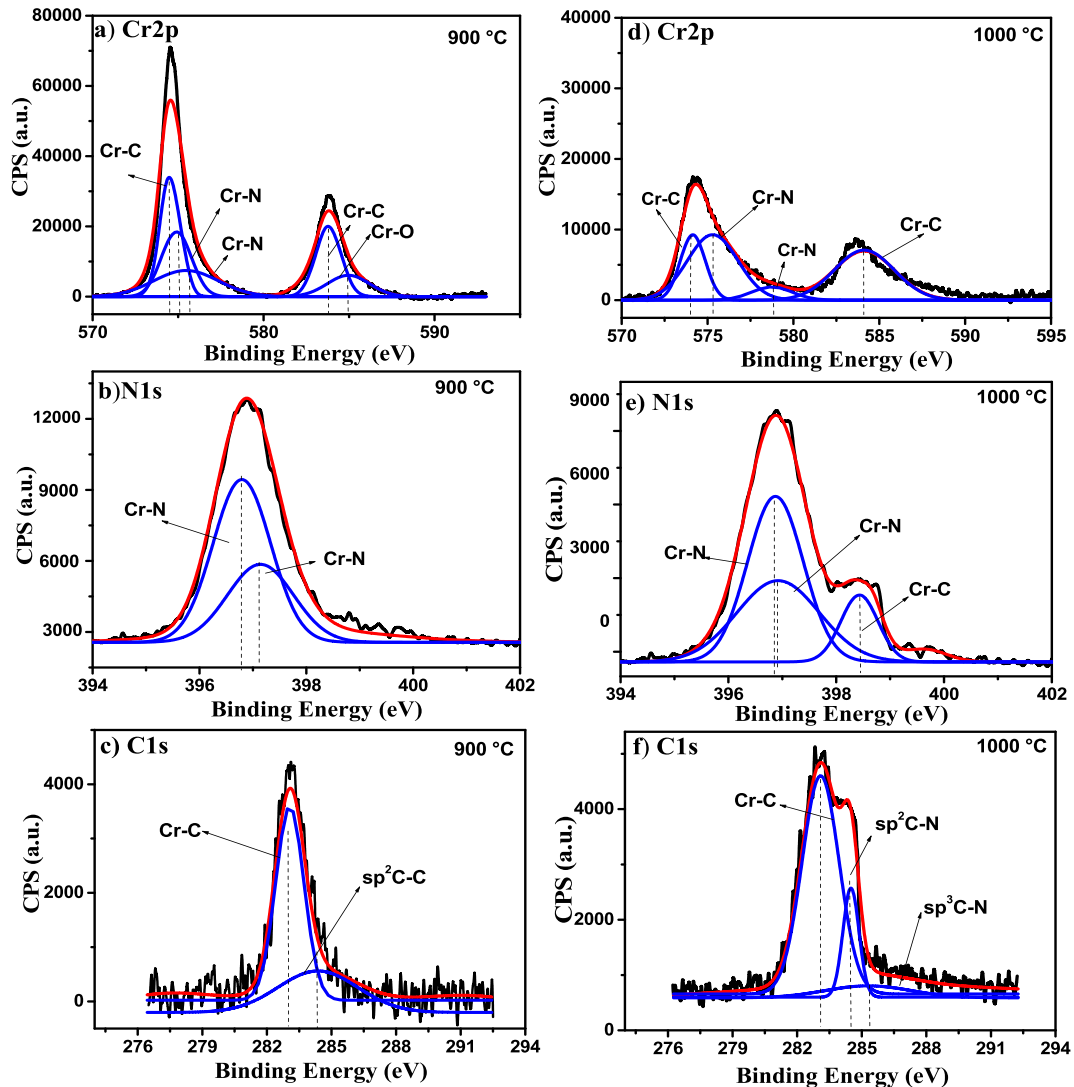 a) Cr2p
900 °C
80000
60000
40000
20000
0
CPS (a.u.)
Cr-C
Cr-N
Cr-N
Cr-C
Cr-O
570
580
590
Binding Energy (eV)
d) Cr2p
1000 °C
40000
30000
20000
10000
0
CPS (a.u.)
Cr-C
Cr-N
Cr-N
Cr-C
570
575
580
585
590
595
Binding Energy (eV)
b)N1s
900 °C
12000
9000
6000
3000
CPS (a.u.)
Cr-N
Cr-N
394
396
398
400
402
Binding Energy (eV)
e) N1s
1000 °C
9000
6000
3000
0
CPS (a.u.)
Cr-N
Cr-N
Cr-C
394
396
398
400
402
Binding Energy (eV)
c) C1s
900 °C
4000
2000
0
CPS (a.u.)
Cr-C
sp²C-C
276
279
282
285
288
291
294
Binding Energy (eV)
f) C1s
1000 °C
4000
2000
0
CPS (a.u.)
Cr-C
sp²C-N
sp³C-N
276
279
282
285
288
291
294
Binding Energy (eV)